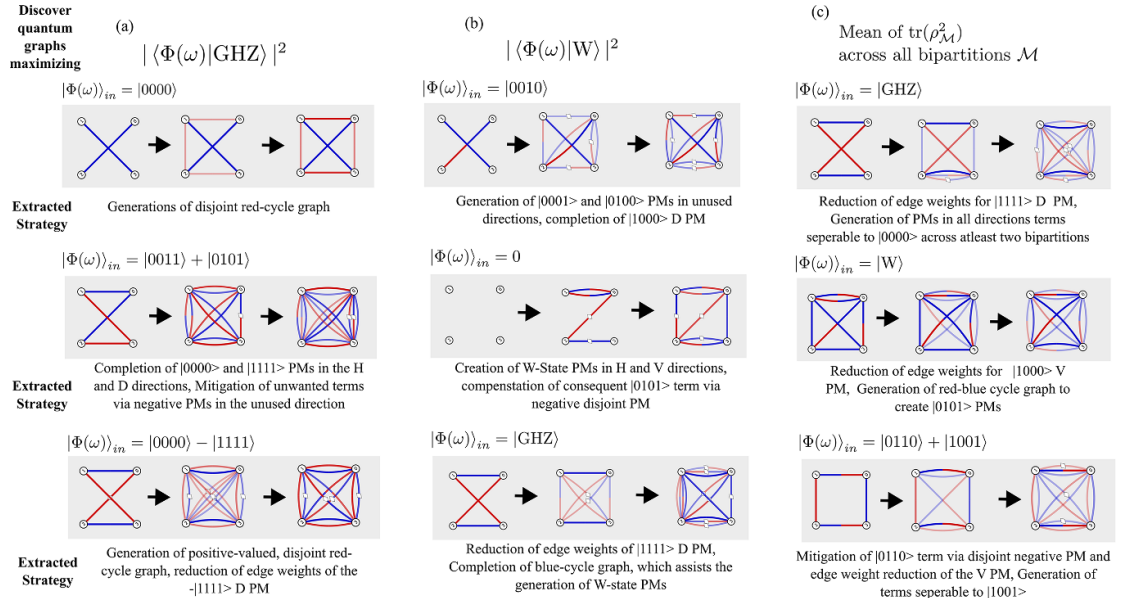 Discover
quantum
graphs
maximizing
(a)
| ⟨Φ(ω)|GHZ⟩ |²
(b)
| ⟨Φ(ω)|W⟩ |²
(c)
Mean of tr(ρ²_ℳ)
across all bipartitions ℳ
|Φ(ω)⟩_in = |0000⟩
|Φ(ω)⟩_in = |0010⟩
|Φ(ω)⟩_in = |GHZ⟩
Extracted
Strategy
Generations of disjoint red-cycle graph
Generation of |0001> and |0100> PMs in unused
directions, completion of |1000> D PM
Reduction of edge weights for |1111> D PM,
Generation of PMs in all directions terms
seperable to |0000> across atleast two bipartitions
|Φ(ω)⟩_in = |0011⟩ + |0101⟩
|Φ(ω)⟩_in = 0
|Φ(ω)⟩_in = |W⟩
Extracted
Strategy
Completion of |0000> and |1111> PMs in the H
and D directions, Mitigation of unwanted terms
via negative PMs in the unused direction
Creation of W-State PMs in H and V directions,
compenstation of consequent |0101> term via
negative disjoint PM
Reduction of edge weights for |1000> V
PM, Generation of red-blue cycle graph to
create |0101> PMs
|Φ(ω)⟩_in = |0000⟩ − |1111⟩
|Φ(ω)⟩_in = |GHZ⟩
|Φ(ω)⟩_in = |0110⟩ + |1001⟩
Extracted
Strategy
Generation of positive-valued, disjoint red-
cycle graph, reduction of edge weights of the
-|1111> D PM
Reduction of edge weights of |1111> D PM,
Completion of blue-cycle graph, which assists the
generation of W-state PMs
Mitigation of |0110> term via disjoint negative PM and
edge weight reduction of the V PM, Generation of
terms seperable to |1001>